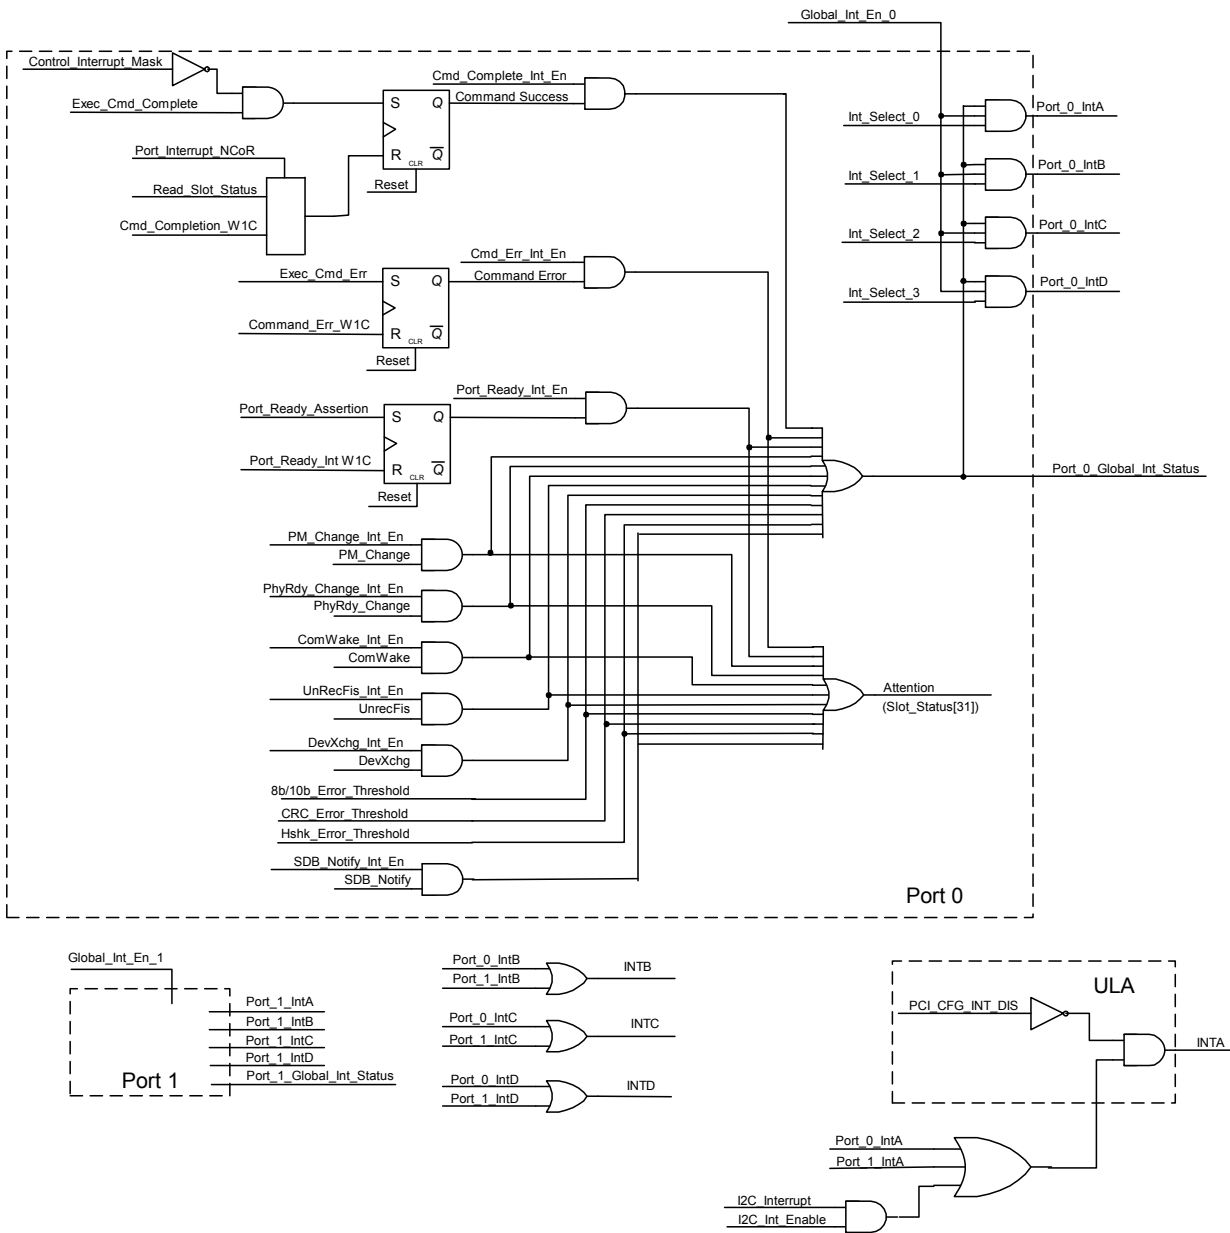 Global_Int_En_0
Control_Interrupt_Mask
Exec_Cmd_Complete
S
Q
R
Q
CLR
Reset
Cmd_Complete_Int_En
Command Success
Port_Interrupt_NCoR
Read_Slot_Status
Cmd_Completion_W1C
Int_Select_0
Port_0_IntA
Int_Select_1
Port_0_IntB
Int_Select_2
Port_0_IntC
Int_Select_3
Port_0_IntD
Exec_Cmd_Err
Command_Err_W1C
S
Q
R
Q
CLR
Reset
Cmd_Err_Int_En
Command Error
Port_Ready_Assertion
Port_Ready_Int W1C
S
Q
R
Q
CLR
Reset
Port_Ready_Int_En
Port_0_Global_Int_Status
PM_Change_Int_En
PM_Change
PhyRdy_Change_Int_En
PhyRdy_Change
ComWake_Int_En
ComWake
UnRecFis_Int_En
UnrecFis
DevXchg_Int_En
DevXchg
8b/10b_Error_Threshold
CRC_Error_Threshold
Hshk_Error_Threshold
SDB_Notify_Int_En
SDB_Notify
Attention
(Slot_Status[31])
Port 0
Global_Int_En_1
Port_1_IntA
Port_1_IntB
Port_1_IntC
Port_1_IntD
Port_1_Global_Int_Status
Port 1
Port_0_IntB
Port_1_IntB
INTB
Port_0_IntC
Port_1_IntC
INTC
Port_0_IntD
Port_1_IntD
INTD
ULA
PCI_CFG_INT_DIS
INTA
Port_0_IntA
Port_1_IntA
I2C_Interrupt
I2C_Int_Enable